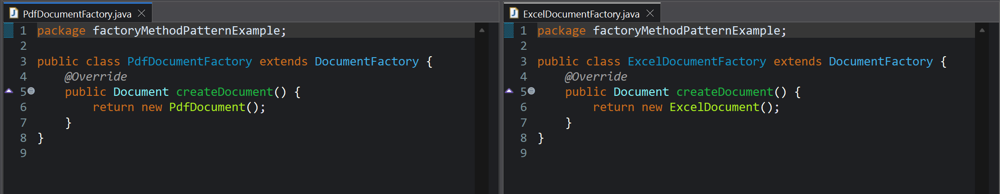 PdfDocumentFactory.java
1 package factoryMethodPatternExample;
2
3 public class PdfDocumentFactory extends DocumentFactory {
4     @Override
5     public Document createDocument() {
6         return new PdfDocument();
7     }
8 }
9
ExcelDocumentFactory.java
1 package factoryMethodPatternExample;
2
3 public class ExcelDocumentFactory extends DocumentFactory {
4     @Override
5     public Document createDocument() {
6         return new ExcelDocument();
7     }
8 }
9